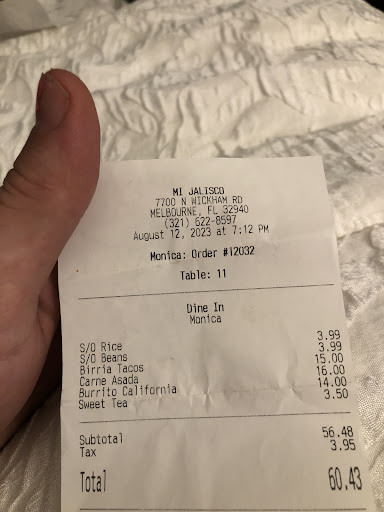 MI JALISCO
7700 N WICKHAM RD
MELBOURNE, FL 32940
(321) 622-8597
August 12, 2023 at 7:12 PM
Monica: Order #12032
Table: 11
Dine In
Monica
S/O Rice 3.99
S/O Beans 3.99
Birria Tacos 15.00
Carne Asada 16.00
Burrito California 14.00
Sweet Tea 3.50
Subtotal 56.48
Tax 3.95
Total 60.43